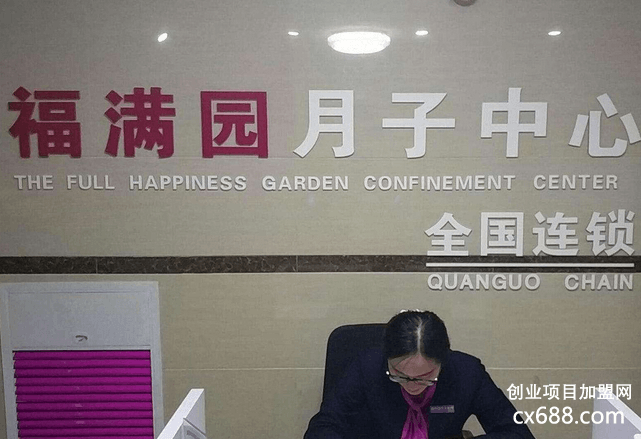 福满园月子中心
THE FULL HAPPINESS GARDEN CONFINEMENT CENTER
全国连锁
QUANGUO CHAIN
创业项目加盟网
cx688.com